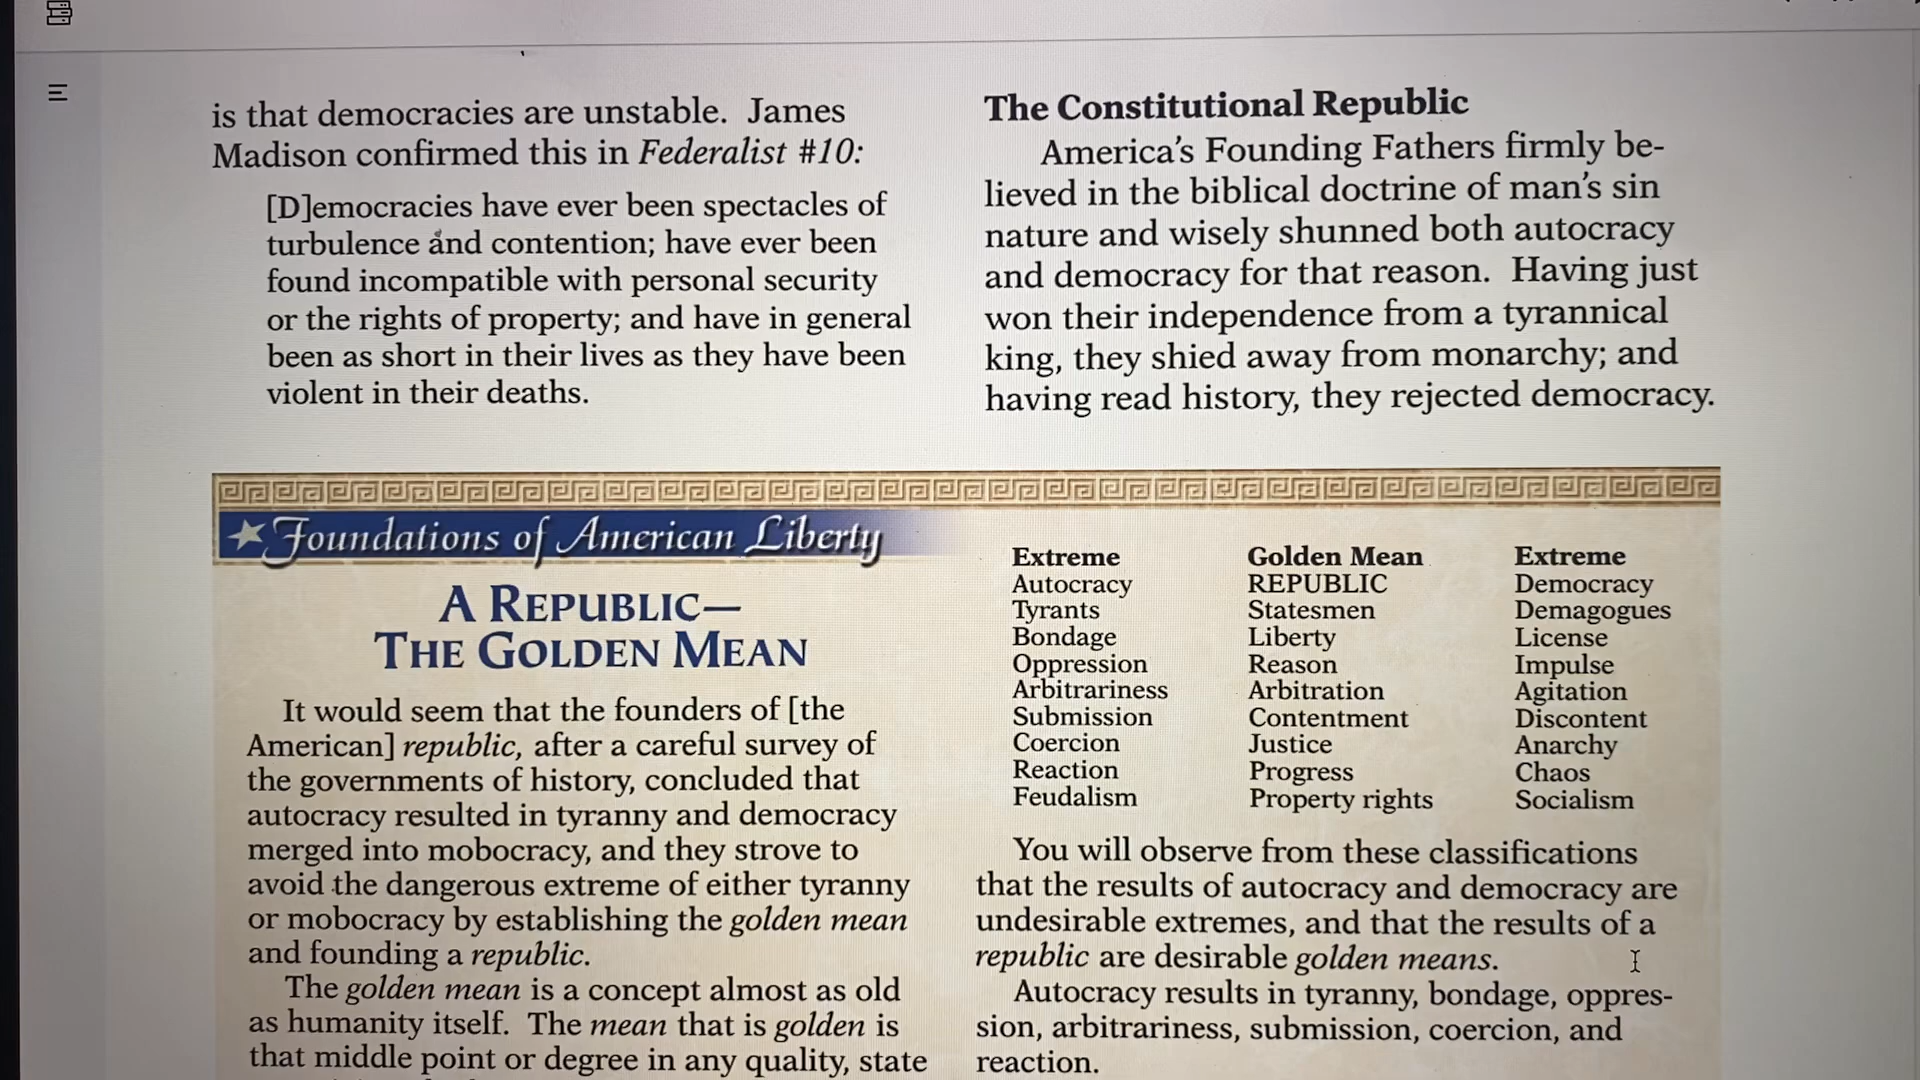 is that democracies are unstable. James
Madison confirmed this in Federalist #10:
[D]emocracies have ever been spectacles of
turbulence and contention; have ever been
found incompatible with personal security
or the rights of property; and have in general
been as short in their lives as they have been
violent in their deaths.
The Constitutional Republic
America's Founding Fathers firmly be-
lieved in the biblical doctrine of man's sin
nature and wisely shunned both autocracy
and democracy for that reason. Having just
won their independence from a tyrannical
king, they shied away from monarchy; and
having read history, they rejected democracy.
Foundations of American Liberty
A REPUBLIC—
THE GOLDEN MEAN
It would seem that the founders of [the
American] republic, after a careful survey of
the governments of history, concluded that
autocracy resulted in tyranny and democracy
merged into mobocracy, and they strove to
avoid the dangerous extreme of either tyranny
or mobocracy by establishing the golden mean
and founding a republic.
The golden mean is a concept almost as old
as humanity itself. The mean that is golden is
that middle point or degree in any quality, state
Extreme Golden Mean Extreme
Autocracy REPUBLIC Democracy
Tyrants Statesmen Demagogues
Bondage Liberty License
Oppression Reason Impulse
Arbitrariness Arbitration Agitation
Submission Contentment Discontent
Coercion Justice Anarchy
Reaction Progress Chaos
Feudalism Property rights Socialism
You will observe from these classifications
that the results of autocracy and democracy are
undesirable extremes, and that the results of a
republic are desirable golden means.
Autocracy results in tyranny, bondage, oppres-
sion, arbitrariness, submission, coercion, and
reaction.